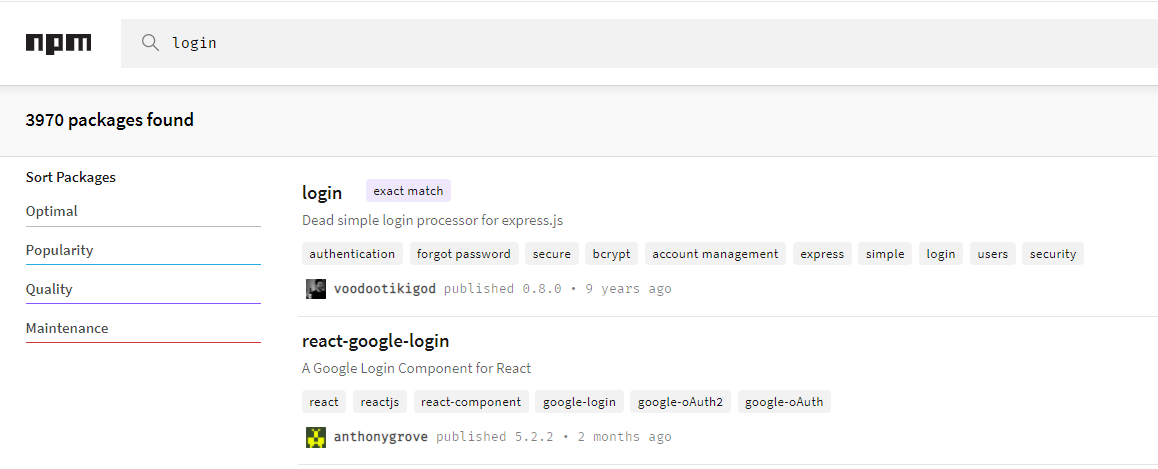 npm
login
3970 packages found
Sort Packages
Optimal
Popularity
Quality
Maintenance
login exact match
Dead simple login processor for express.js
authentication forgot password secure bcrypt account management express simple login users security
voodootikigod published 0.8.0 • 9 years ago
react-google-login
A Google Login Component for React
react reactjs react-component google-login google-oAuth2 google-oAuth
anthonygrove published 5.2.2 • 2 months ago